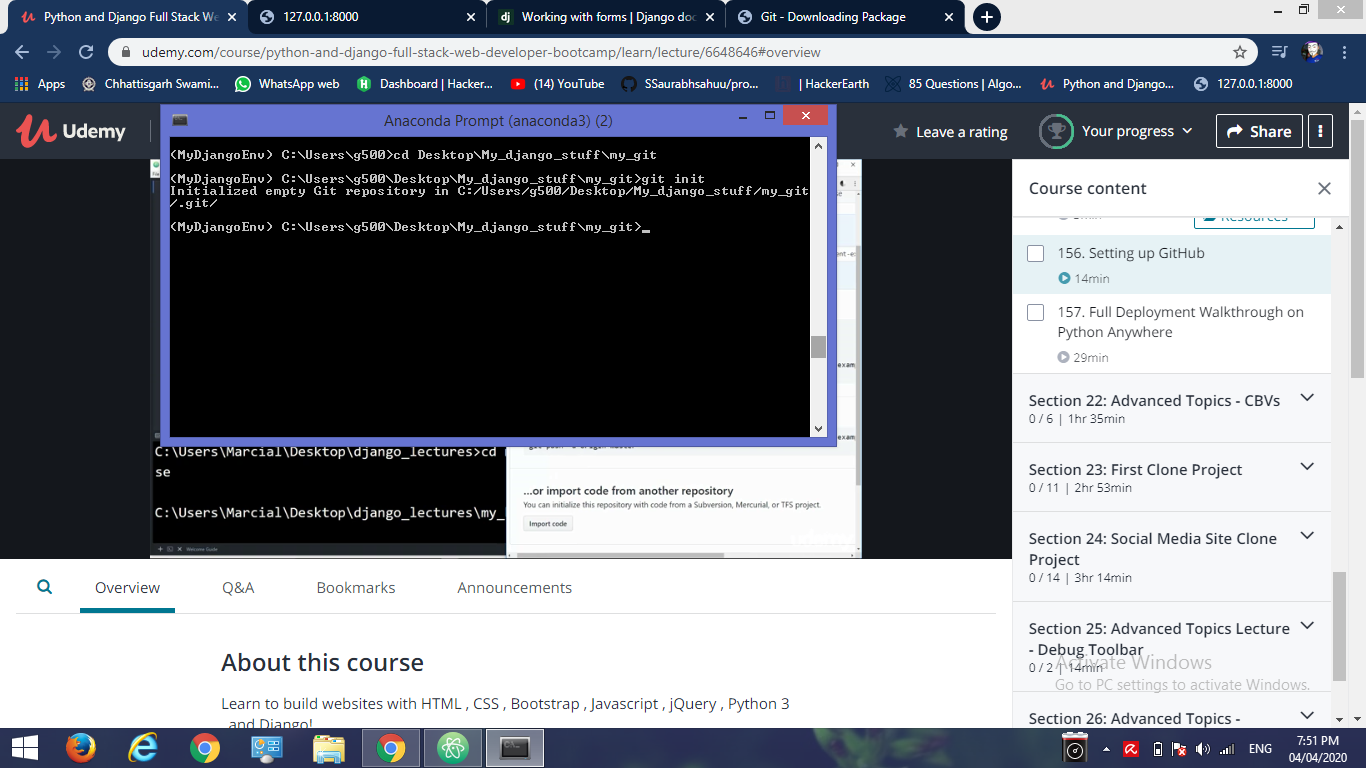 Python and Django Full Stack We
127.0.0.1:8000
dj Working with forms | Django doc
Git - Downloading Package
udemy.com/course/python-and-django-full-stack-web-developer-bootcamp/learn/lecture/6648646#overview
Apps
Chhattisgarh Swami...
WhatsApp web
Dashboard | Hacker...
(14) YouTube
SSaurabhsahuu/pro...
| HackerEarth
85 Questions | Algo...
Python and Django...
127.0.0.1:8000
Udemy
Leave a rating
Your progress
Share
Anaconda Prompt (anaconda3) (2)
(MyDjangoEnv) C:\Users\g500>cd Desktop\My_django_stuff\my_git
(MyDjangoEnv) C:\Users\g500\Desktop\My_django_stuff\my_git>git init
Initialized empty Git repository in C:/Users/g500/Desktop/My_django_stuff/my_git
/.git/
(MyDjangoEnv) C:\Users\g500\Desktop\My_django_stuff\my_git>_
C:\Users\Marcial\Desktop\django_lectures>cd
se
C:\Users\Marcial\Desktop\django_lectures\my_
Welcome Guide
...or import code from another repository
You can initialize this repository with code from a Subversion, Mercurial, or TFS project.
Import code
Course content
Resources
156. Setting up GitHub
14min
157. Full Deployment Walkthrough on
Python Anywhere
29min
Section 22: Advanced Topics - CBVs
0 / 6 | 1hr 35min
Section 23: First Clone Project
0 / 11 | 2hr 53min
Section 24: Social Media Site Clone
Project
0 / 14 | 3hr 14min
Section 25: Advanced Topics Lecture
- Debug Toolbar
0 / 2 | 14min
Section 26: Advanced Topics -
Activate Windows
Go to PC settings to activate Windows.
Overview
Q&A
Bookmarks
Announcements
About this course
Learn to build websites with HTML , CSS , Bootstrap , Javascript , jQuery , Python 3
, and Django!
ENG
7:51 PM
04/04/2020